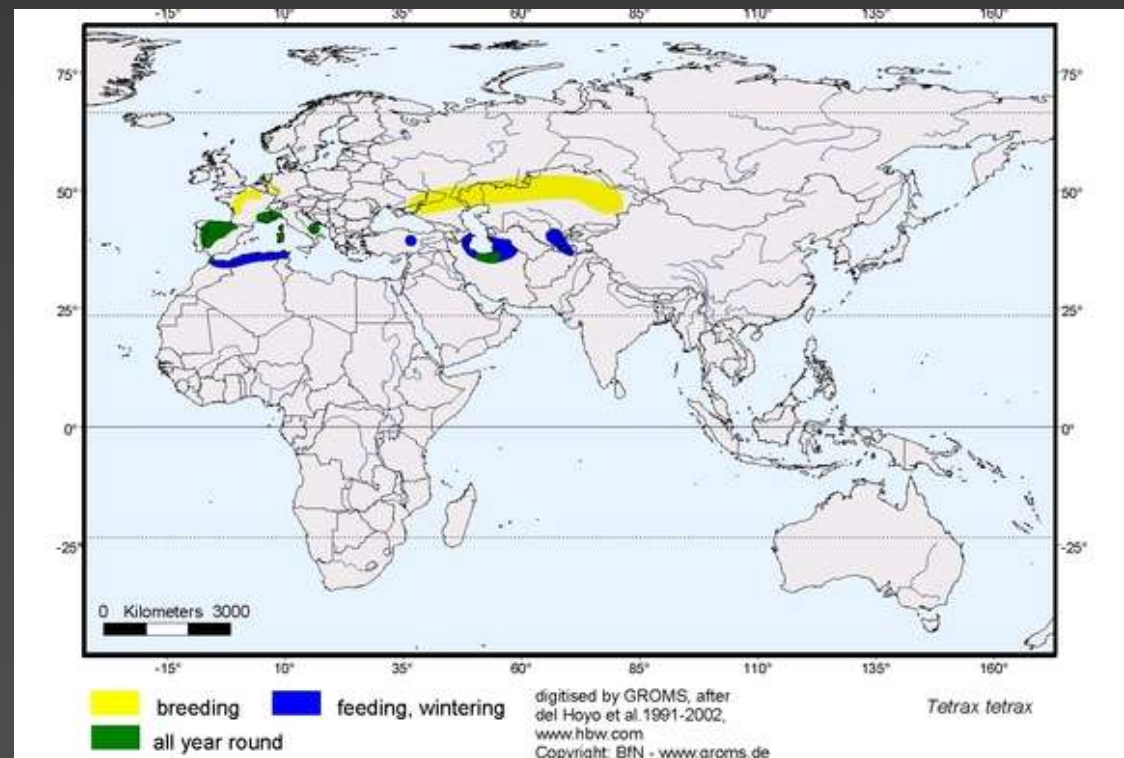 -15° 10° 35° 60° 85° 110° 135° 160°
75° 75°
50° 50°
25° 25°
0° 0°
-25° -25°
0 Kilometers 3000
-15° 10° 35° 60° 85° 110° 135° 160°
breeding
feeding, wintering
all year round
digitised by GROMS, after
del Hoyo et al.1991-2002,
www.hbw.com
Copyright: BfN - www.groms.de
Tetrax tetrax